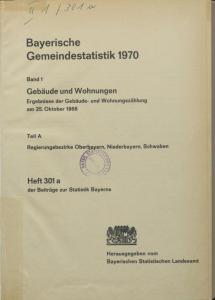 Bayerische
Gemeindestatistik 1970
Band 1
Gebäude und Wohnungen
Ergebnisse der Gebäude- und Wohnungszählung
am 25. Oktober 1968
Teil A
Regierungsbezirke Oberbayern, Niederbayern, Schwaben
Heft 301 a
der Beiträge zur Statistik Bayerns
Herausgegeben vom
Bayerischen Statistischen Landesamt